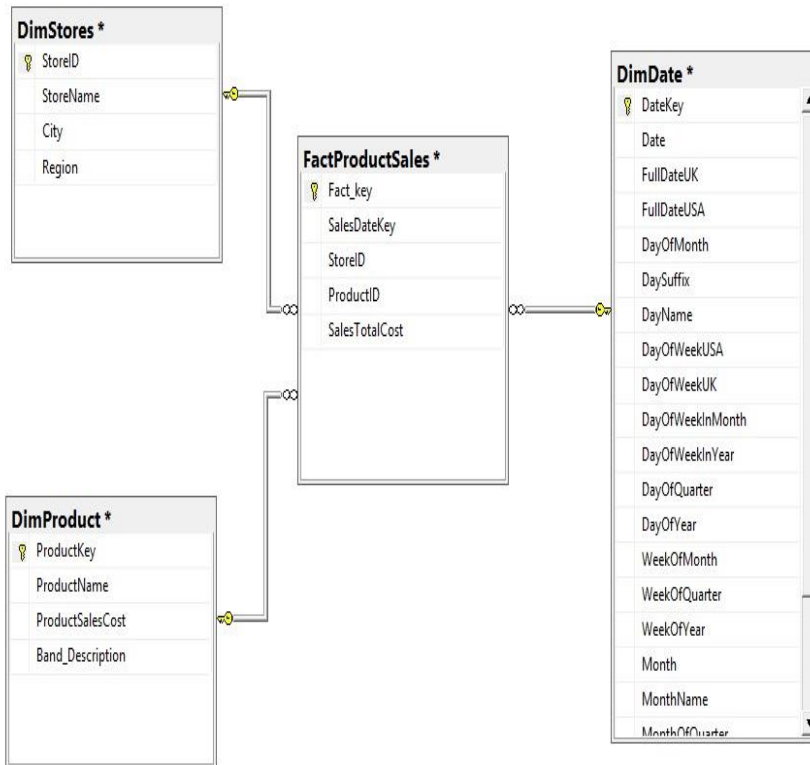 DimStores *
StoreID
StoreName
City
Region
FactProductSales *
Fact_key
SalesDateKey
StoreID
ProductID
SalesTotalCost
DimProduct *
ProductKey
ProductName
ProductSalesCost
Band_Description
DimDate *
DateKey
Date
FullDateUK
FullDateUSA
DayOfMonth
DaySuffix
DayName
DayOfWeekUSA
DayOfWeekUK
DayOfWeekInMonth
DayOfWeekInYear
DayOfQuarter
DayOfYear
WeekOfMonth
WeekOfQuarter
WeekOfYear
Month
MonthName
MonthOfQuarter